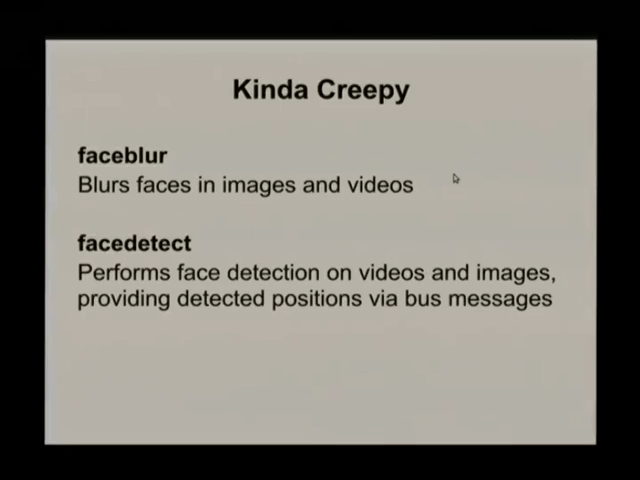 Kinda Creepy
faceblur
Blurs faces in images and videos
facedetect
Performs face detection on videos and images,
providing detected positions via bus messages